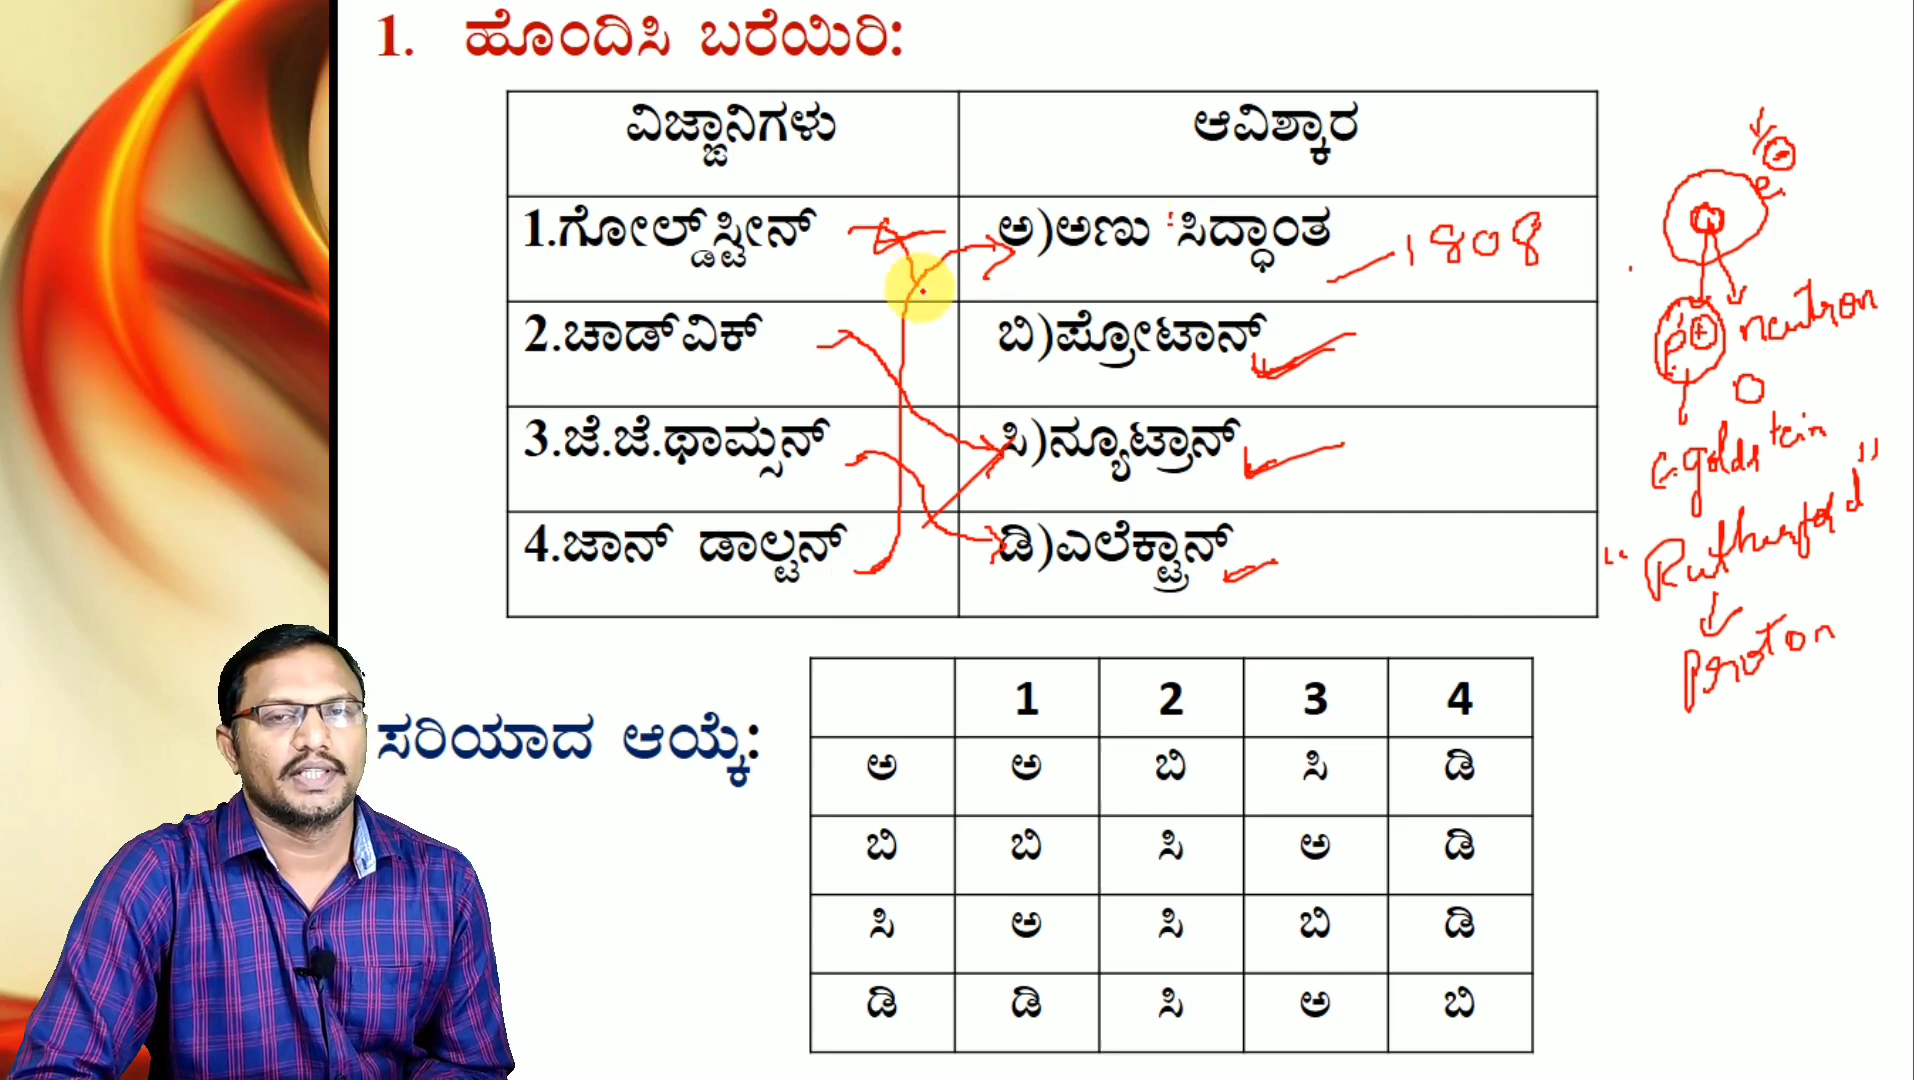 1. ಹೊಂದಿಸಿ ಬರೆಯಿರಿ:
ವಿಜ್ಞಾನಿಗಳು ಆವಿಶ್ಕಾರ
1.ಗೋಲ್ಡ್‌ಸ್ಟೀನ್ ಅ)ಅಣು ಸಿದ್ಧಾಂತ 1808
2.ಚಾಡ್‌ವಿಕ್ ಬಿ)ಪ್ರೋಟಾನ್
3.ಜೆ.ಜೆ.ಥಾಮ್ಸನ್ ಸಿ)ನ್ಯೂಟ್ರಾನ್
4.ಜಾನ್ ಡಾಲ್ಟನ್ ಡಿ)ಎಲೆಕ್ಟ್ರಾನ್
N
neutron
goldstein
"Rutherford"
proton
ಸರಿಯಾದ ಆಯ್ಕೆ:
1 2 3 4
ಅ ಅ ಬಿ ಸಿ ಡಿ
ಬಿ ಬಿ ಸಿ ಅ ಡಿ
ಸಿ ಅ ಸಿ ಬಿ ಡಿ
ಡಿ ಡಿ ಸಿ ಅ ಬಿ